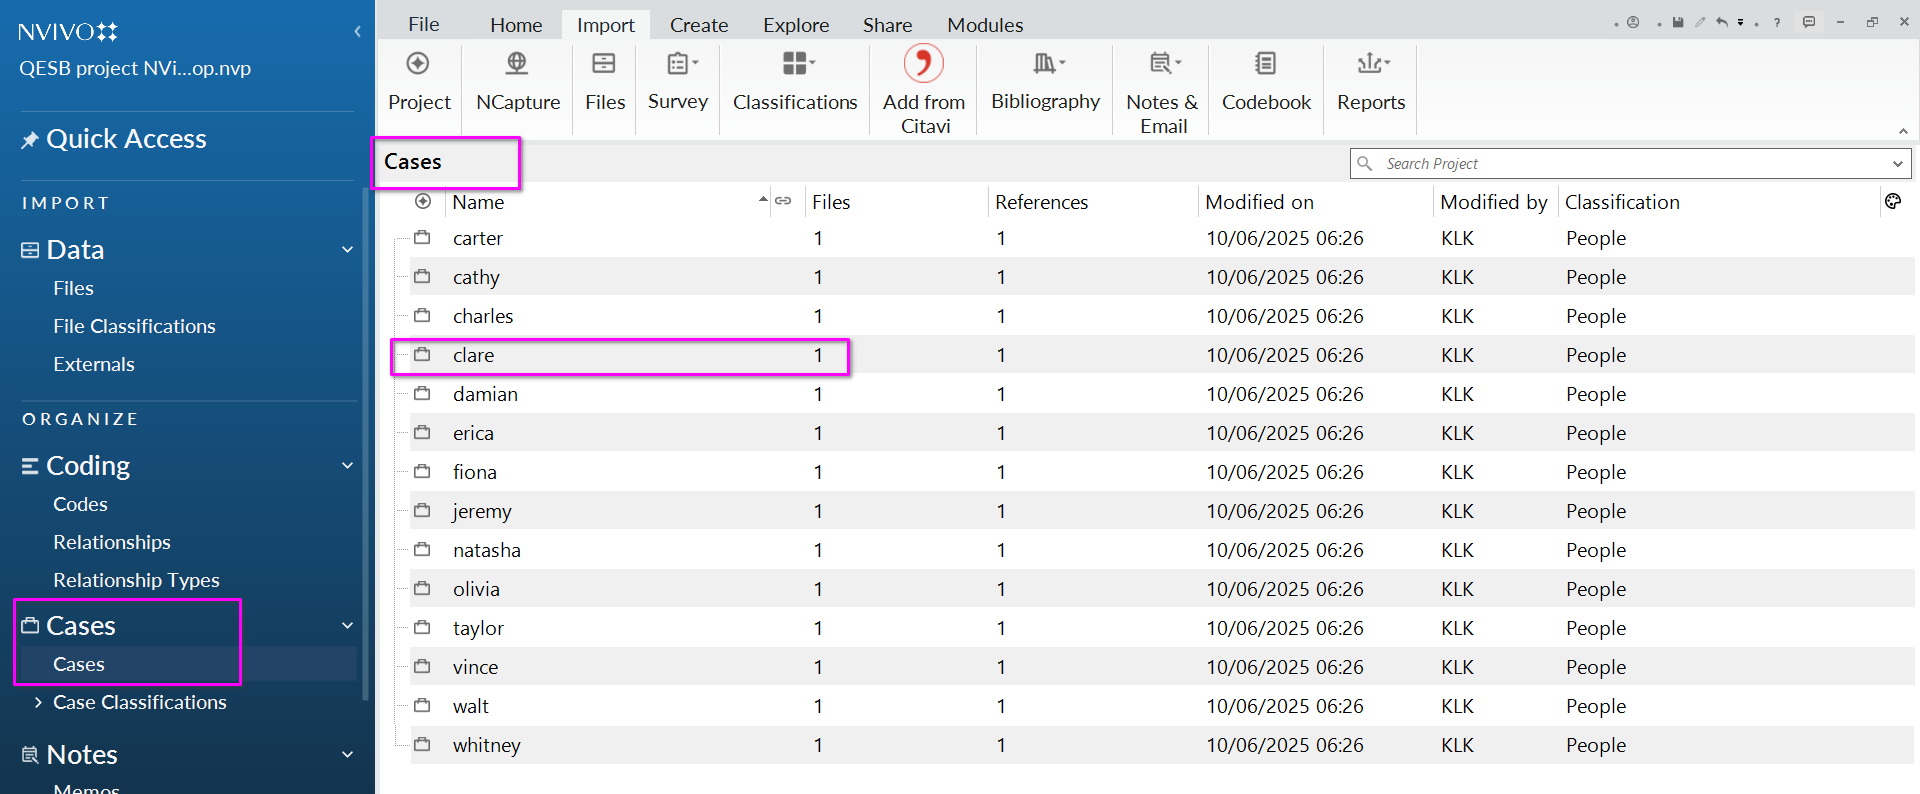 NVIVO
QESB project NVi...op.nvp
Quick Access
IMPORT
Data
Files
File Classifications
Externals
ORGANIZE
Coding
Codes
Relationships
Relationship Types
Cases
Cases
Case Classifications
Notes
Memos
File Home Import Create Explore Share Modules
Project NCapture Files Survey Classifications Add from Citavi Bibliography Notes & Email Codebook Reports
Cases
Search Project
Name Files References Modified on Modified by Classification
carter 1 1 10/06/2025 06:26 KLK People
cathy 1 1 10/06/2025 06:26 KLK People
charles 1 1 10/06/2025 06:26 KLK People
clare 1 1 10/06/2025 06:26 KLK People
damian 1 1 10/06/2025 06:26 KLK People
erica 1 1 10/06/2025 06:26 KLK People
fiona 1 1 10/06/2025 06:26 KLK People
jeremy 1 1 10/06/2025 06:26 KLK People
natasha 1 1 10/06/2025 06:26 KLK People
olivia 1 1 10/06/2025 06:26 KLK People
taylor 1 1 10/06/2025 06:26 KLK People
vince 1 1 10/06/2025 06:26 KLK People
walt 1 1 10/06/2025 06:26 KLK People
whitney 1 1 10/06/2025 06:26 KLK People